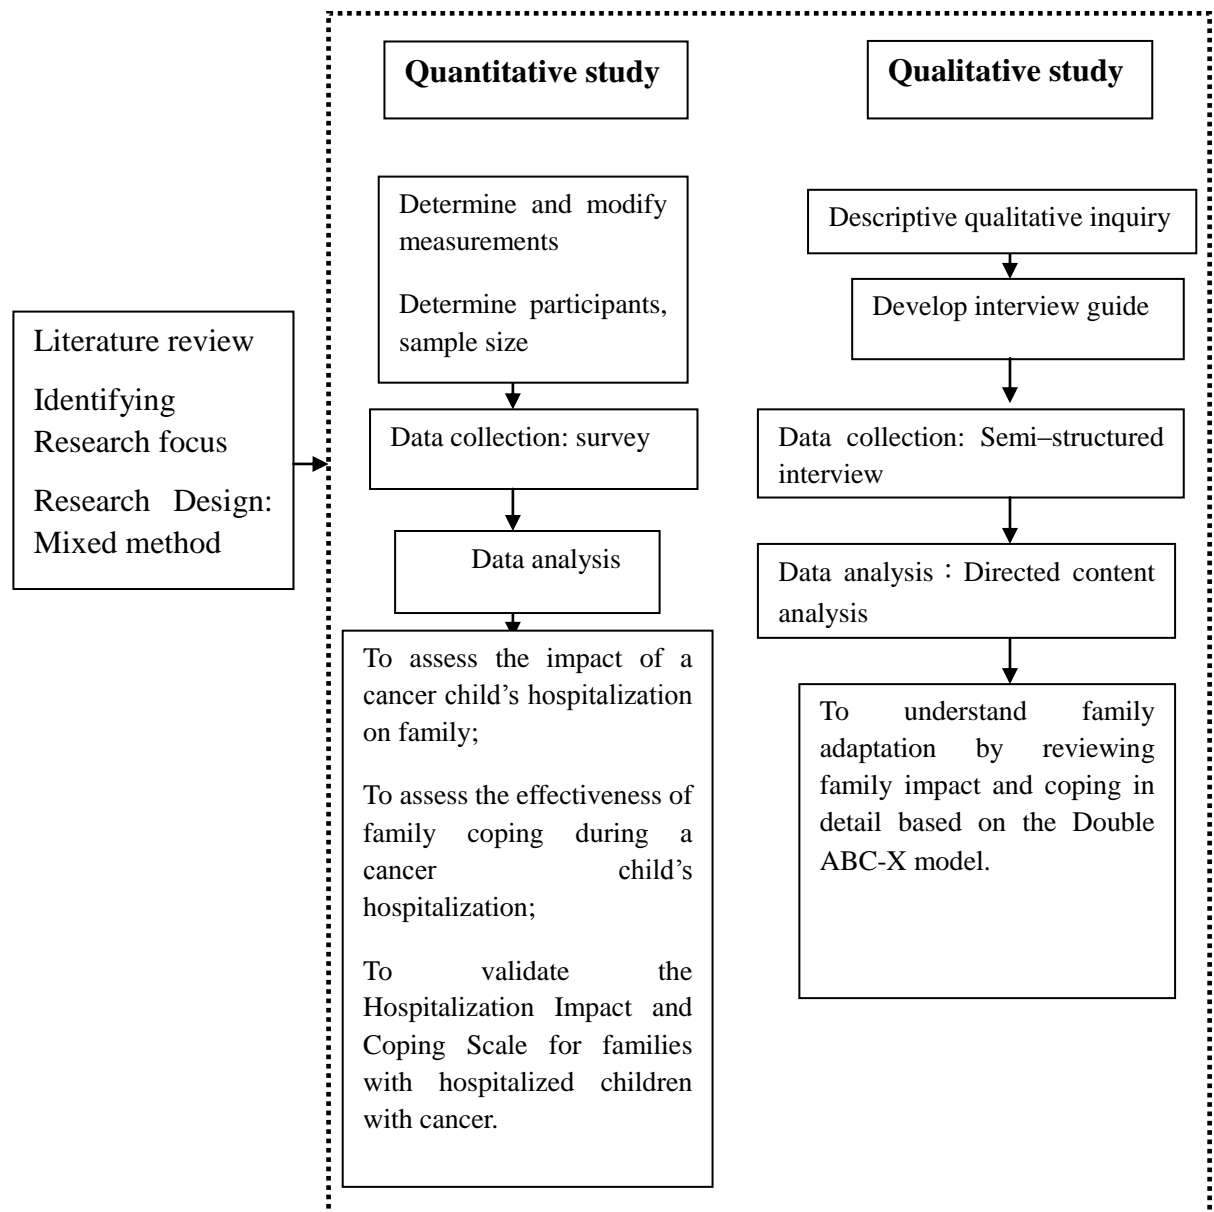 Literature review
Identifying
Research focus
Research Design:
Mixed method
Quantitative study
Determine and modify
measurements
Determine participants,
sample size
Data collection: survey
Data analysis
To assess the impact of a
cancer child’s hospitalization
on family;
To assess the effectiveness of
family coping during a
cancer child’s
hospitalization;
To validate the
Hospitalization Impact and
Coping Scale for families
with hospitalized children
with cancer.
Qualitative study
Descriptive qualitative inquiry
Develop interview guide
Data collection: Semi–structured
interview
Data analysis：Directed content
analysis
To understand family
adaptation by reviewing
family impact and coping in
detail based on the Double
ABC-X model.